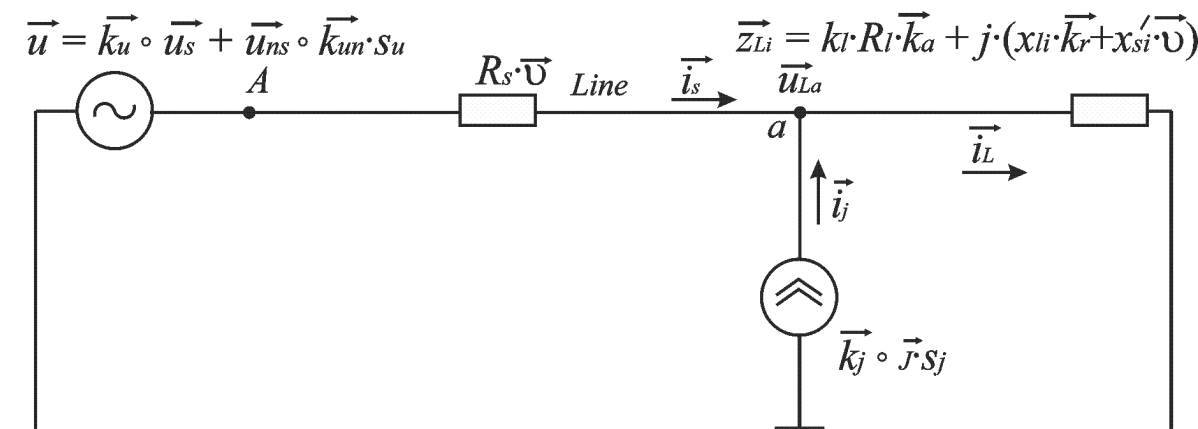 u⃗ = k⃗u ∘ u⃗s + u⃗ns ∘ k⃗un·su
z⃗Li = kl·Rl·k⃗a + j·(xli·k⃗r+x′si·υ⃗)
A
Rs·υ⃗
Line
i⃗s
u⃗La
a
i⃗L
i⃗j
k⃗j ∘ J⃗·sj